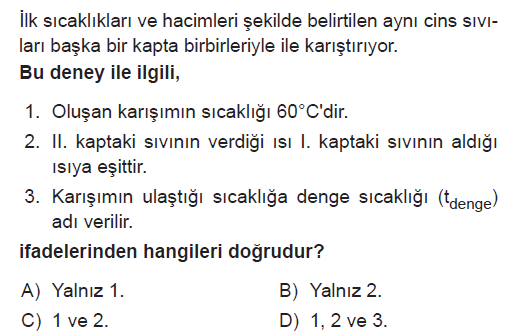 İlk sıcaklıkları ve hacimleri şekilde belirtilen aynı cins sıvı-
ları başka bir kapta birbirleriyle ile karıştırıyor.
Bu deney ile ilgili,
1. Oluşan karışımın sıcaklığı 60°C'dir.
2. II. kaptaki sıvının verdiği ısı I. kaptaki sıvının aldığı
ısıya eşittir.
3. Karışımın ulaştığı sıcaklığa denge sıcaklığı (tdenge)
adı verilir.
ifadelerinden hangileri doğrudur?
A) Yalnız 1. B) Yalnız 2.
C) 1 ve 2. D) 1, 2 ve 3.